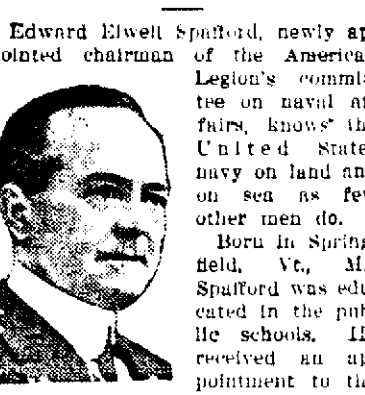 Edward Elwell Spafford, newly ap
ointed chairman of the America
Legion's commit
tee on naval af
fairs, knows th
United State
navy on land an
on sea as few
other men do.
Born in Spring
field, Vt., M
Spafford was edu
cated in the pub
lic schools. H
received an ap
pointment to th